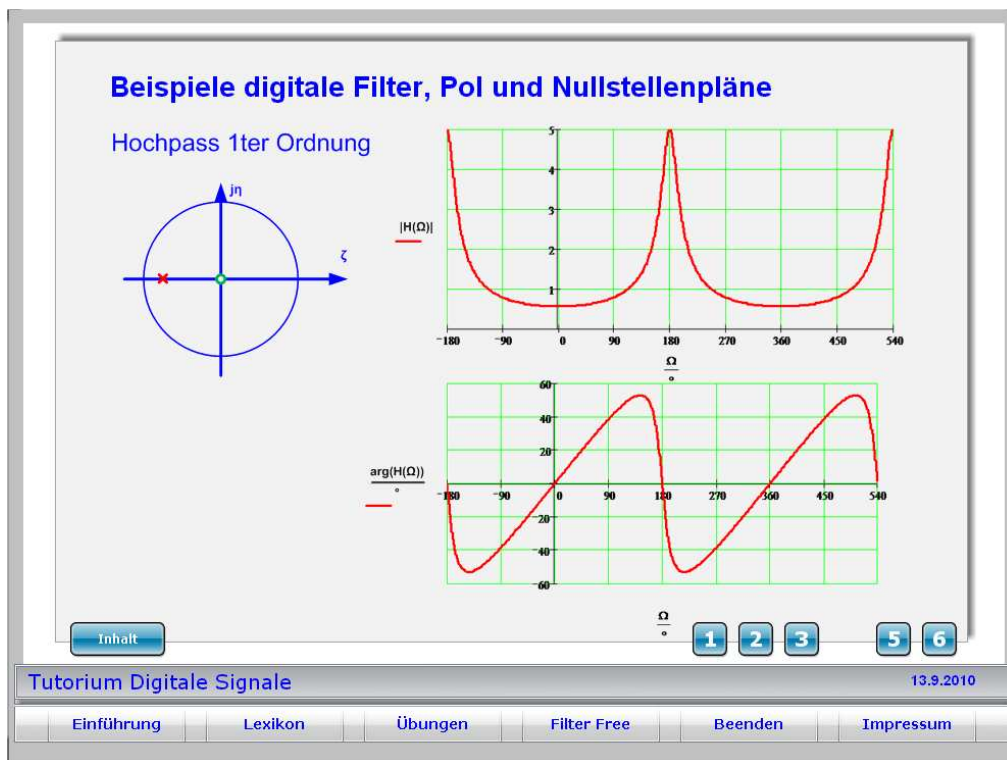 Beispiele digitale Filter, Pol und Nullstellenpläne
Hochpass 1ter Ordnung
jη
ζ
|H(Ω)|
5
4
3
2
1
−180 −90 0 90 180 270 360 450 540
Ω
°
arg(H(Ω))
°
60
40
20
−180 −90 0 90 180 270 360 450 540
−20
−40
−60
Ω
°
Inhalt 1 2 3 5 6
Tutorium Digitale Signale 13.9.2010
Einführung Lexikon Übungen Filter Free Beenden Impressum